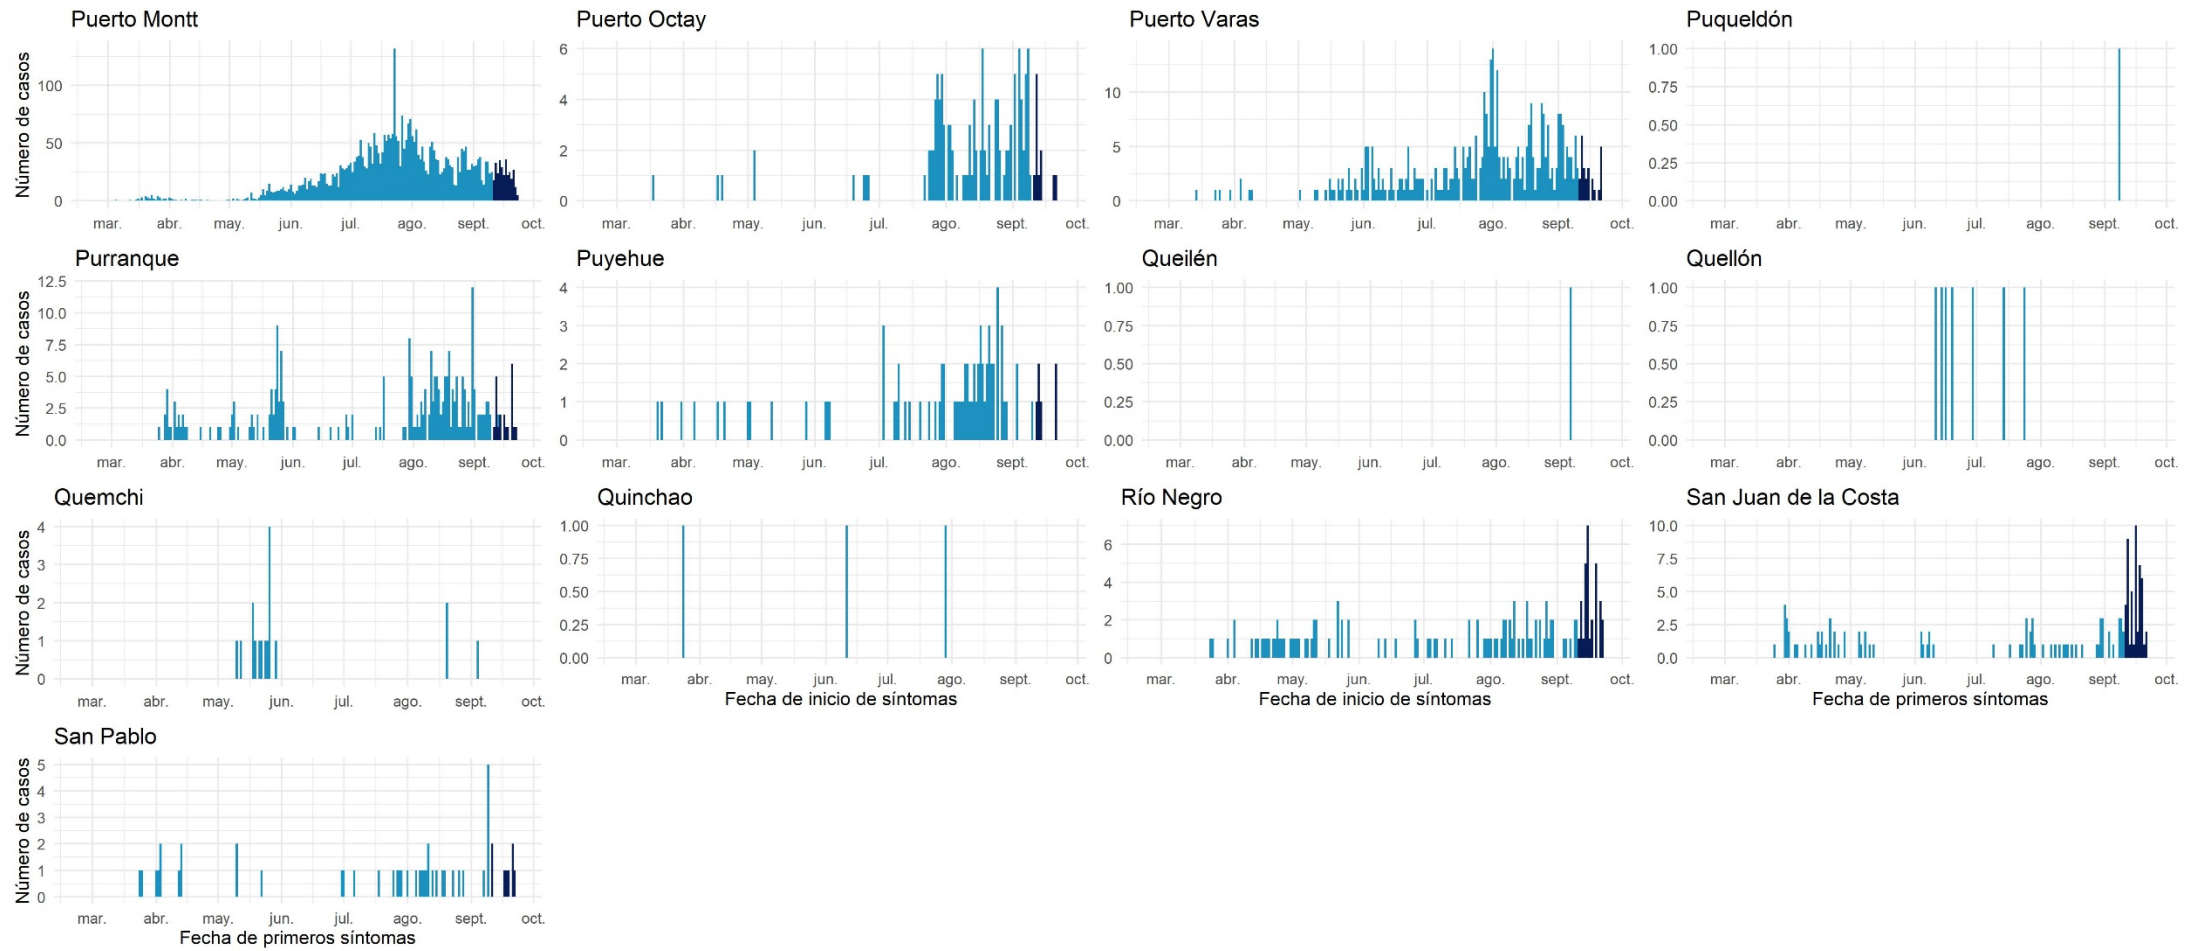 Puerto Montt
Número de casos
100
50
0
mar. abr. may. jun. jul. ago. sept. oct.
Puerto Octay
6
4
2
0
mar. abr. may. jun. jul. ago. sept. oct.
Puerto Varas
10
5
0
mar. abr. may. jun. jul. ago. sept. oct.
Puqueldón
1.00
0.75
0.50
0.25
0.00
mar. abr. may. jun. jul. ago. sept. oct.
Purranque
Número de casos
12.5
10.0
7.5
5.0
2.5
0.0
mar. abr. may. jun. jul. ago. sept. oct.
Puyehue
4
3
2
1
0
mar. abr. may. jun. jul. ago. sept. oct.
Queilén
1.00
0.75
0.50
0.25
0.00
mar. abr. may. jun. jul. ago. sept. oct.
Quellón
1.00
0.75
0.50
0.25
0.00
mar. abr. may. jun. jul. ago. sept. oct.
Quemchi
Número de casos
4
3
2
1
0
mar. abr. may. jun. jul. ago. sept. oct.
Quinchao
1.00
0.75
0.50
0.25
0.00
mar. abr. may. jun. jul. ago. sept. oct.
Fecha de inicio de síntomas
Río Negro
6
4
2
0
mar. abr. may. jun. jul. ago. sept. oct.
Fecha de inicio de síntomas
San Juan de la Costa
10.0
7.5
5.0
2.5
0.0
mar. abr. may. jun. jul. ago. sept. oct.
Fecha de primeros síntomas
San Pablo
Número de casos
5
4
3
2
1
0
mar. abr. may. jun. jul. ago. sept. oct.
Fecha de primeros síntomas